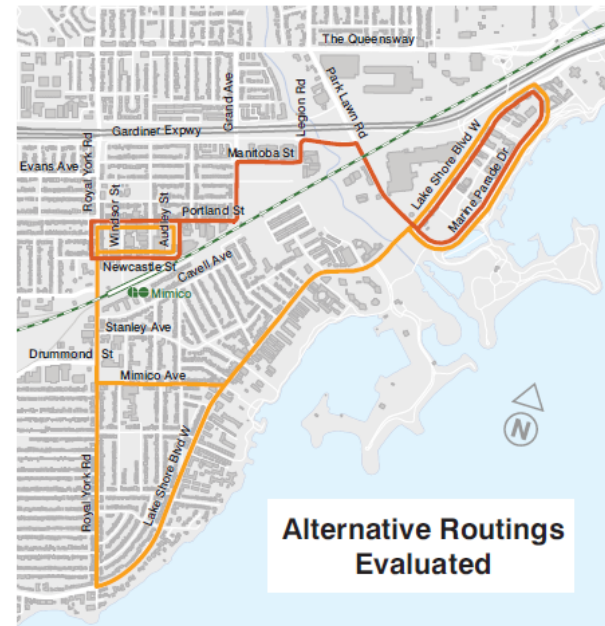 The Queensway
Grand Ave
Legion Rd
Park Lawn Rd
Gardiner Expwy
Royal York Rd
Manitoba St
Evans Ave
Lake Shore Blvd W
Windsor St
Audley St
Portland St
Marine Parade Dr
Newcastle St
Cavell Ave
GO Mimico
Stanley Ave
Drummond St
Mimico Ave
N
Royal York Rd
Lake Shore Blvd W
Alternative Routings
Evaluated